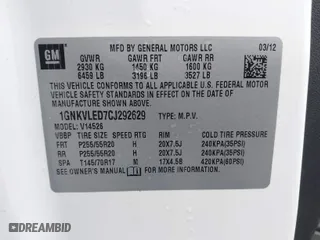 GM
MFD BY GENERAL MOTORS LLC 03/12
GVWR GAWR FRT GAWR RR
2930 KG 1450 KG 1600 KG
6459 LB 3196 LB 3527 LB
THIS VEHICLE CONFORMS TO ALL APPLICABLE U.S. FEDERAL MOTOR
VEHICLE SAFETY STANDARDS IN EFFECT ON THE DATE OF
MANUFACTURE SHOWN ABOVE.
1GNKVLED7CJ292629 TYPE: M.P.V.
MODEL: V14526
TIRE SIZE SPEED RTG RIM COLD TIRE PRESSURE
FRT P255/55R20 H 20X7.5J 240KPA(35PSI)
RR P255/55R20 H 20X7.5J 240KPA(35PSI)
SPA T145/70R17 M 17X4.5B 420KPA(60PSI)
SEE OWNER'S MANUAL FOR ADDITIONAL INFORMATION.
© DREAMBID
dreambid.com